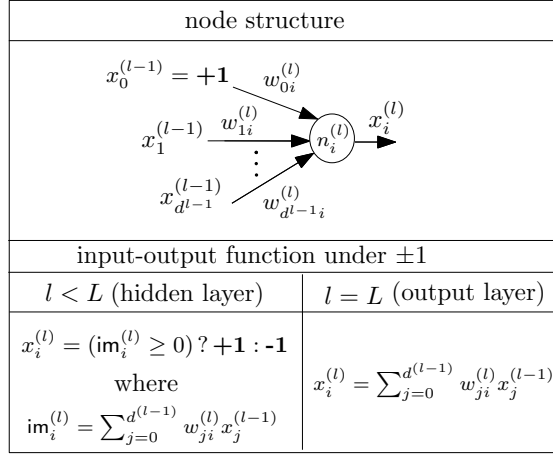 node structure
x_0^{(l-1)} = +1
w_{0i}^{(l)}
x_1^{(l-1)}
w_{1i}^{(l)}
n_i^{(l)}
x_i^{(l)}
x_{d^{l-1}}^{(l-1)}
w_{d^{l-1}i}^{(l)}
input-output function under ±1
l < L (hidden layer)
l = L (output layer)
x_i^{(l)} = (im_i^{(l)} ≥ 0) ? +1 : -1
where
im_i^{(l)} = ∑_{j=0}^{d^{(l-1)}} w_{ji}^{(l)} x_j^{(l-1)}
x_i^{(l)} = ∑_{j=0}^{d^{(l-1)}} w_{ji}^{(l)} x_j^{(l-1)}